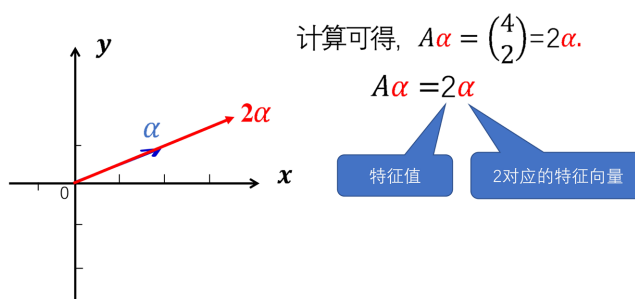 y
计算可得, Aα = (4 2) = 2α.
Aα = 2α
2α
α
特征值
2对应的特征向量
x
0